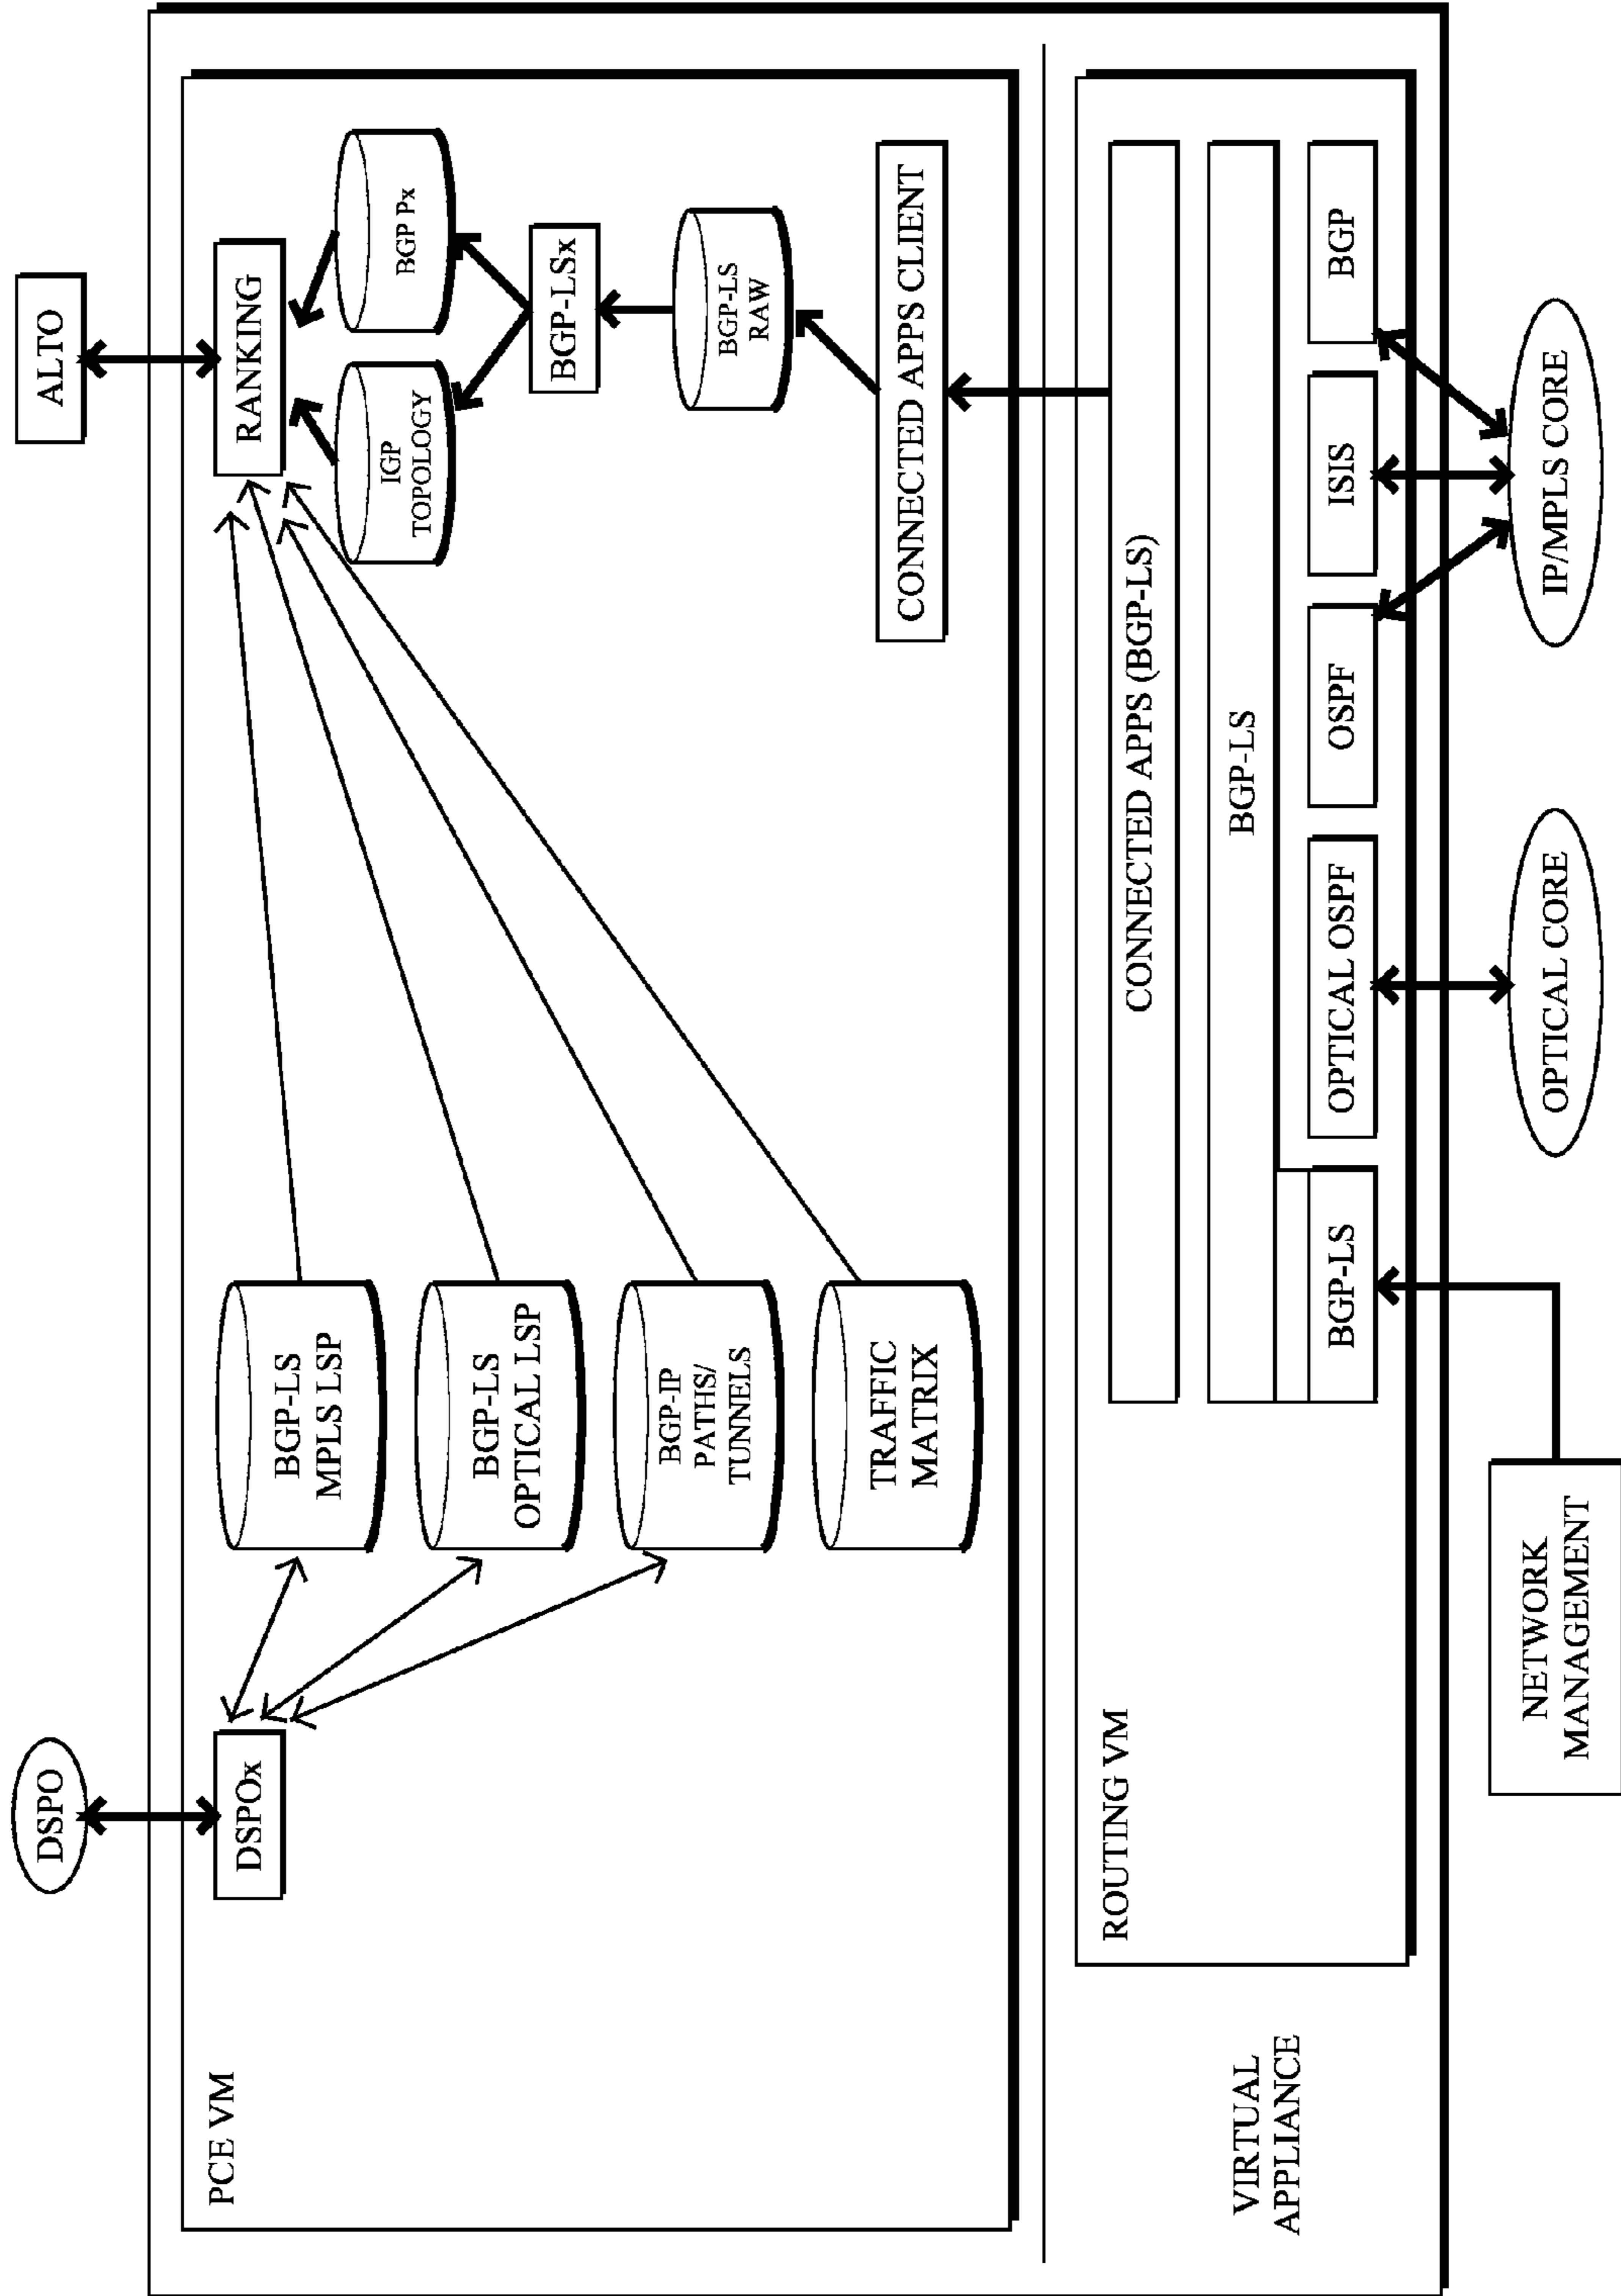 DSPO
ALTO
PCE VM
DSPOx
RANKING
BGP-LS
MPLS LSP
BGP-LS
OPTICAL LSP
BGP-IP
PATHS/
TUNNELS
TRAFFIC
MATRIX
IGP
TOPOLOGY
BGP Px
BGP-LSx
BGP-LS
RAW
CONNECTED APPS CLIENT
VIRTUAL
APPLIANCE
ROUTING VM
CONNECTED APPS (BGP-LS)
BGP-LS
BGP-LS
OPTICAL OSPF
OSPF
ISIS
BGP
NETWORK
MANAGEMENT
OPTICAL CORE
IP/MPLS CORE